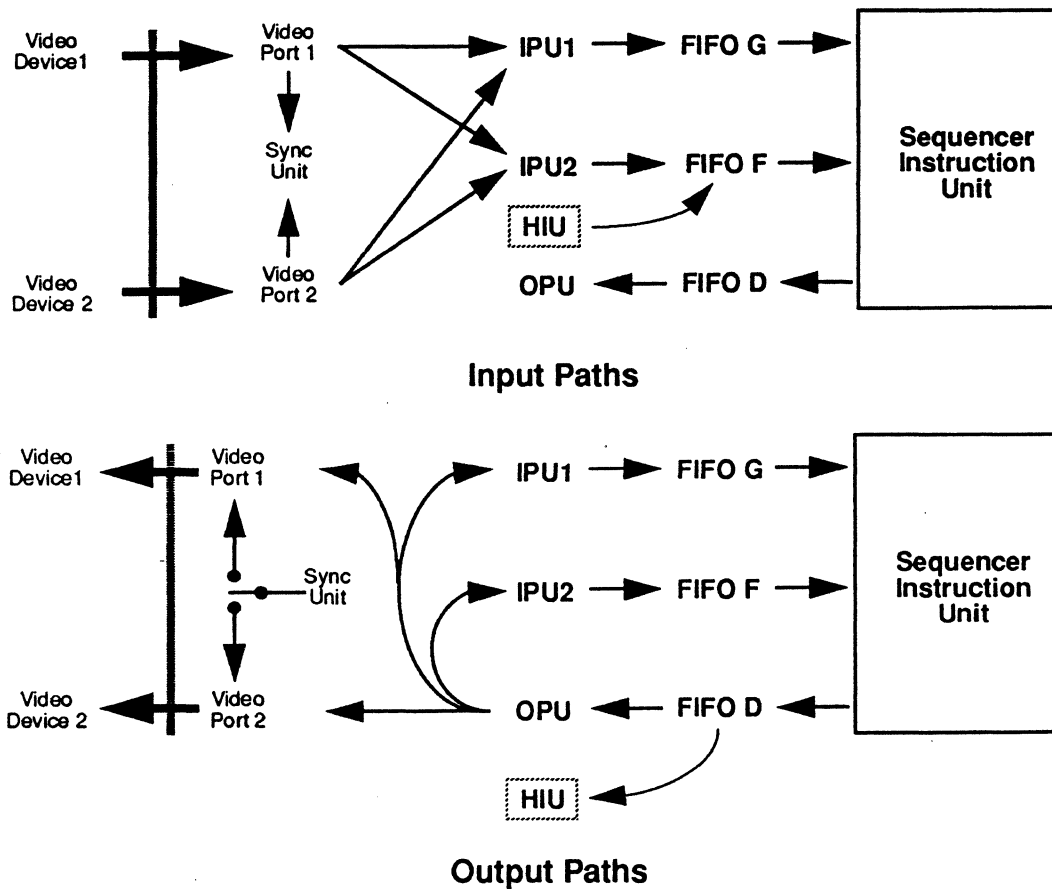 Video
Device1
Video
Port 1
IPU1
FIFO G
Sync
Unit
IPU2
FIFO F
Sequencer
Instruction
Unit
HIU
Video
Device 2
Video
Port 2
OPU
FIFO D
Input Paths
Video
Device1
Video
Port 1
IPU1
FIFO G
Sync
Unit
IPU2
FIFO F
Sequencer
Instruction
Unit
Video
Device 2
Video
Port 2
OPU
FIFO D
HIU
Output Paths